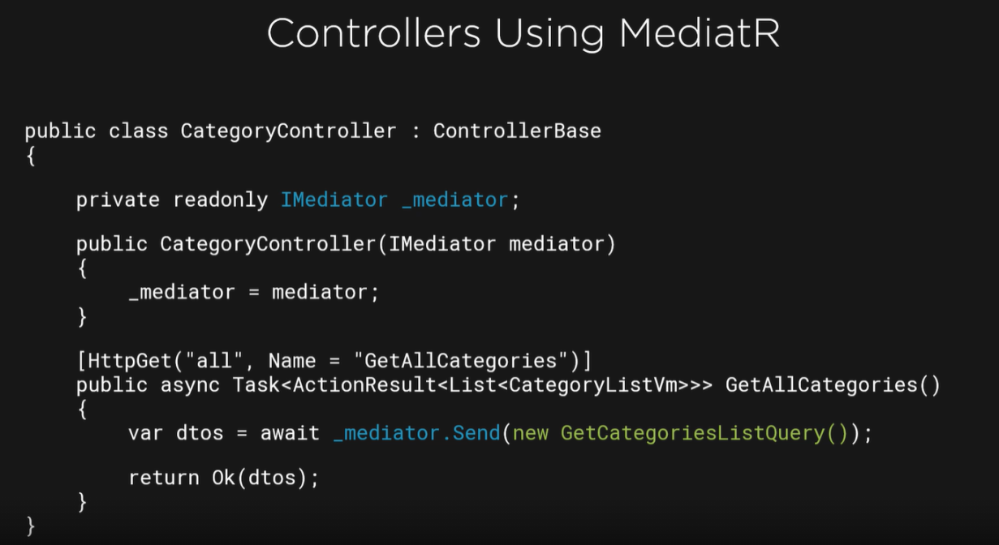 Controllers Using MediatR
public class CategoryController : ControllerBase
{
private readonly IMediator _mediator;
public CategoryController(IMediator mediator)
{
_mediator = mediator;
}
[HttpGet("all", Name = "GetAllCategories")]
public async Task<ActionResult<List<CategoryListVm>>> GetAllCategories()
{
var dtos = await _mediator.Send(new GetCategoriesListQuery());
return Ok(dtos);
}
}